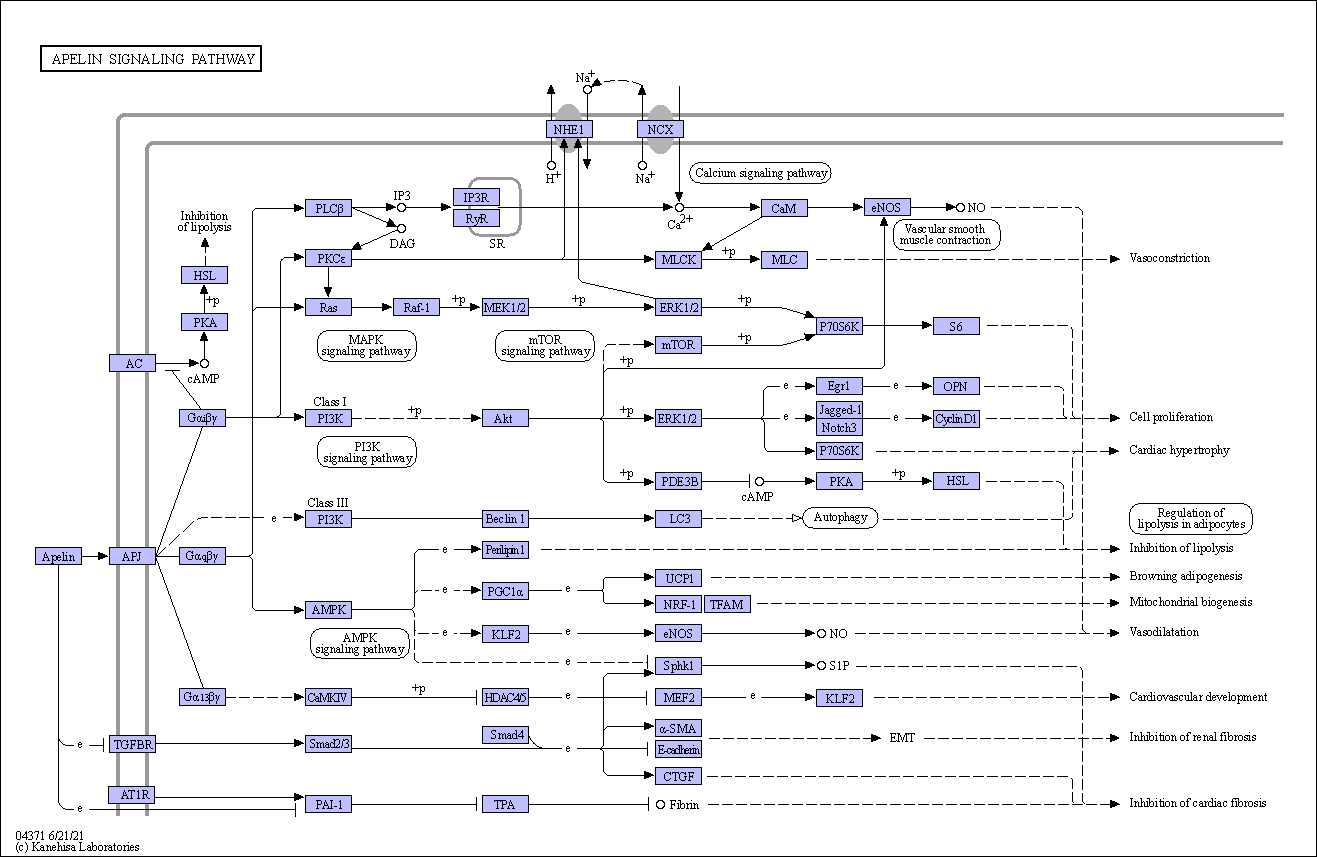 APELIN SIGNALING PATHWAY
Na+
NHE1
NCX
H+
Na+
Calcium signaling pathway
IP3
IP3R
PLCβ
RyR
CaM
eNOS
NO
Ca2+
DAG
SR
Inhibition
of lipolysis
Vascular smooth
muscle contraction
PKCε
MLCK
+p
MLC
Vasoconstriction
HSL
+p
PKA
Ras
Raf-1
+p
MEK1/2
+p
ERK1/2
+p
P70S6K
S6
MAPK
signaling pathway
mTOR
signaling pathway
mTOR
+p
+p
AC
cAMP
Egr1
e
e
OPN
Class I
Gαiβγ
PI3K
+p
Akt
+p
ERK1/2
e
Jagged-1
Notch3
e
CyclinD1
Cell proliferation
PI3K
signaling pathway
P70S6K
Cardiac hypertrophy
+p
PDE3B
cAMP
PKA
+p
HSL
Class III
e
PI3K
Beclin 1
LC3
Autophagy
Regulation of
lipolysis in adipocytes
Apelin
APJ
Gαqβγ
e
Perilipin1
Inhibition of lipolysis
UCP1
Browning adipogenesis
e
PGC1α
e
NRF-1
TFAM
Mitochondrial biogenesis
AMPK
AMPK
signaling pathway
e
KLF2
e
eNOS
NO
Vasodilatation
e
Sphk1
S1P
Gα13βγ
CaMKIV
+p
HDAC4/5
e
MEF2
e
KLF2
Cardiovascular development
α-SMA
e
TGFBR
Smad2/3
Smad4
e
E-cadherin
EMT
Inhibition of renal fibrosis
CTGF
AT1R
e
PAI-1
TPA
Fibrin
Inhibition of cardiac fibrosis
04371 6/21/21
(c) Kanehisa Laboratories